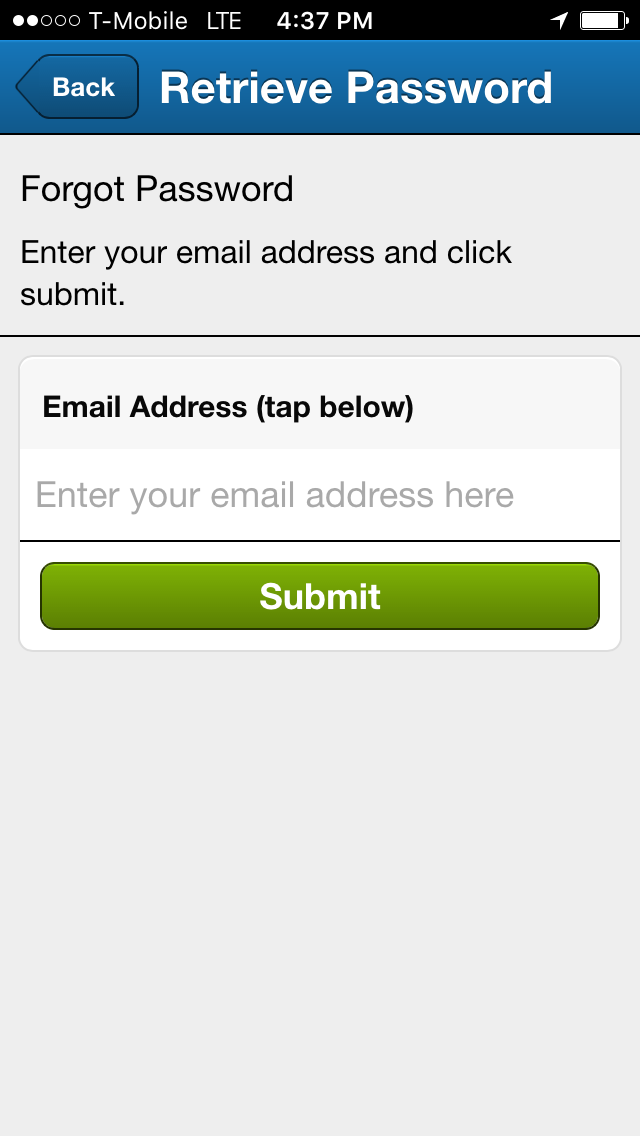 T-Mobile LTE 4:37 PM
Back Retrieve Password
Forgot Password
Enter your email address and click
submit.
Email Address (tap below)
Enter your email address here
Submit